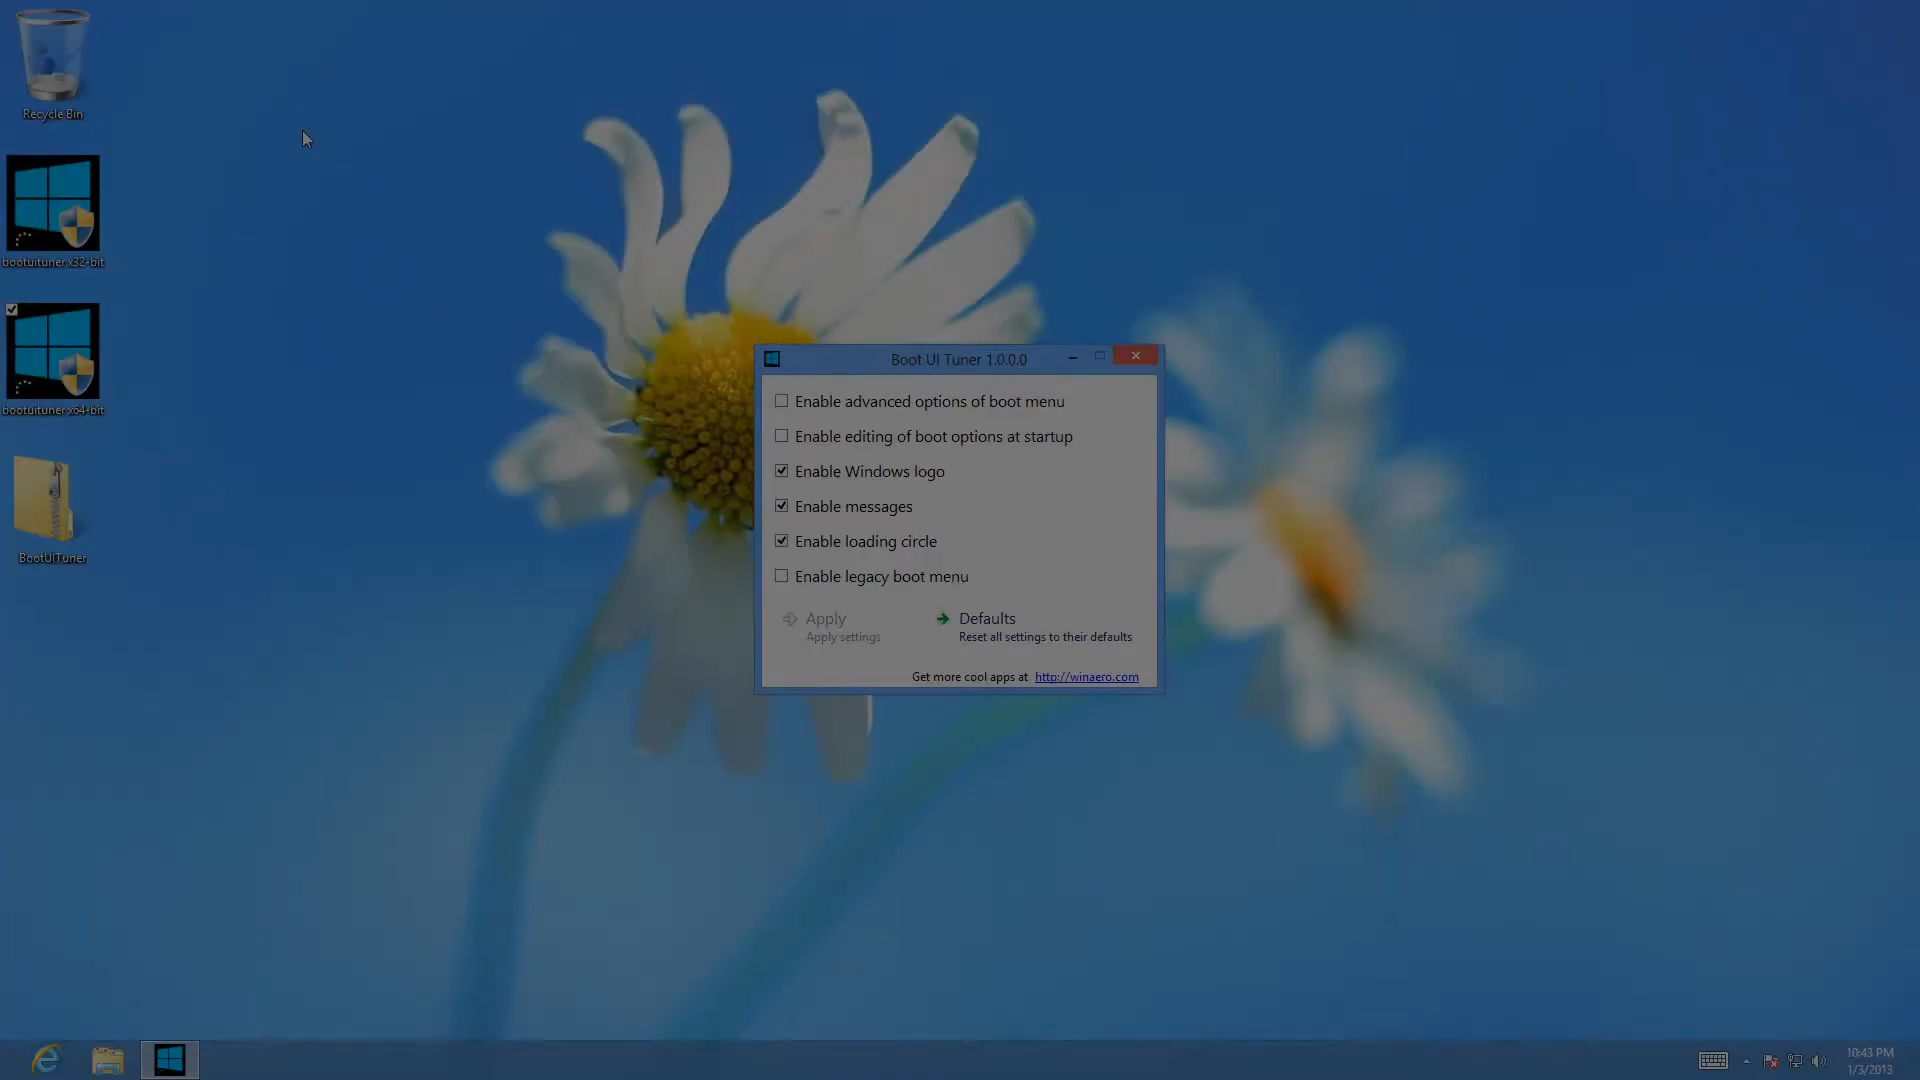 Recycle Bin
bootuituner x32-bit
bootuituner x64-bit
BootUITuner
Boot UI Tuner 1.0.0.0
Enable advanced options of boot menu
Enable editing of boot options at startup
Enable Windows logo
Enable messages
Enable loading circle
Enable legacy boot menu
Apply
Apply settings
Defaults
Reset all settings to their defaults
Get more cool apps at http://winaero.com
10:43 PM
1/3/2013